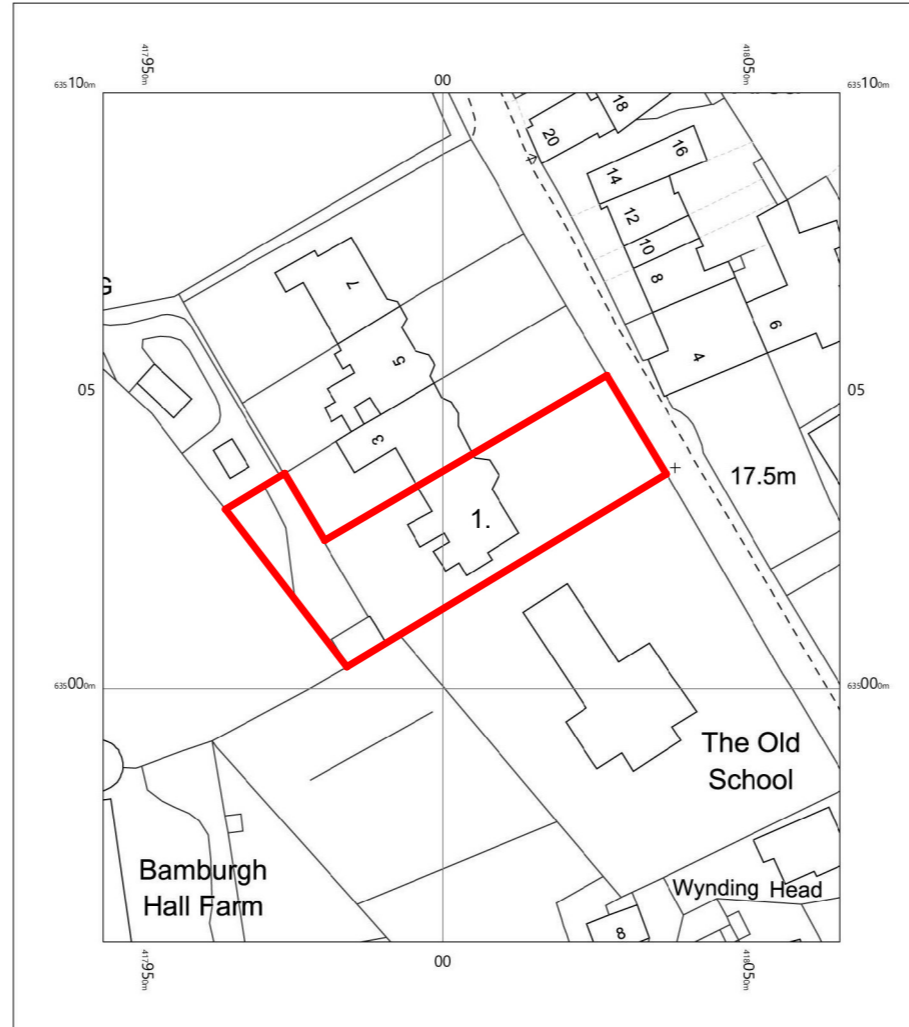 417950m
00
418050m
635100m
635100m
18
20
16
14
12
10
8
7
6
5
4
05
05
3
17.5m
1.
635000m
635000m
The Old
School
Bamburgh
Hall Farm
Wynding Head
8
417950m
00
418050m